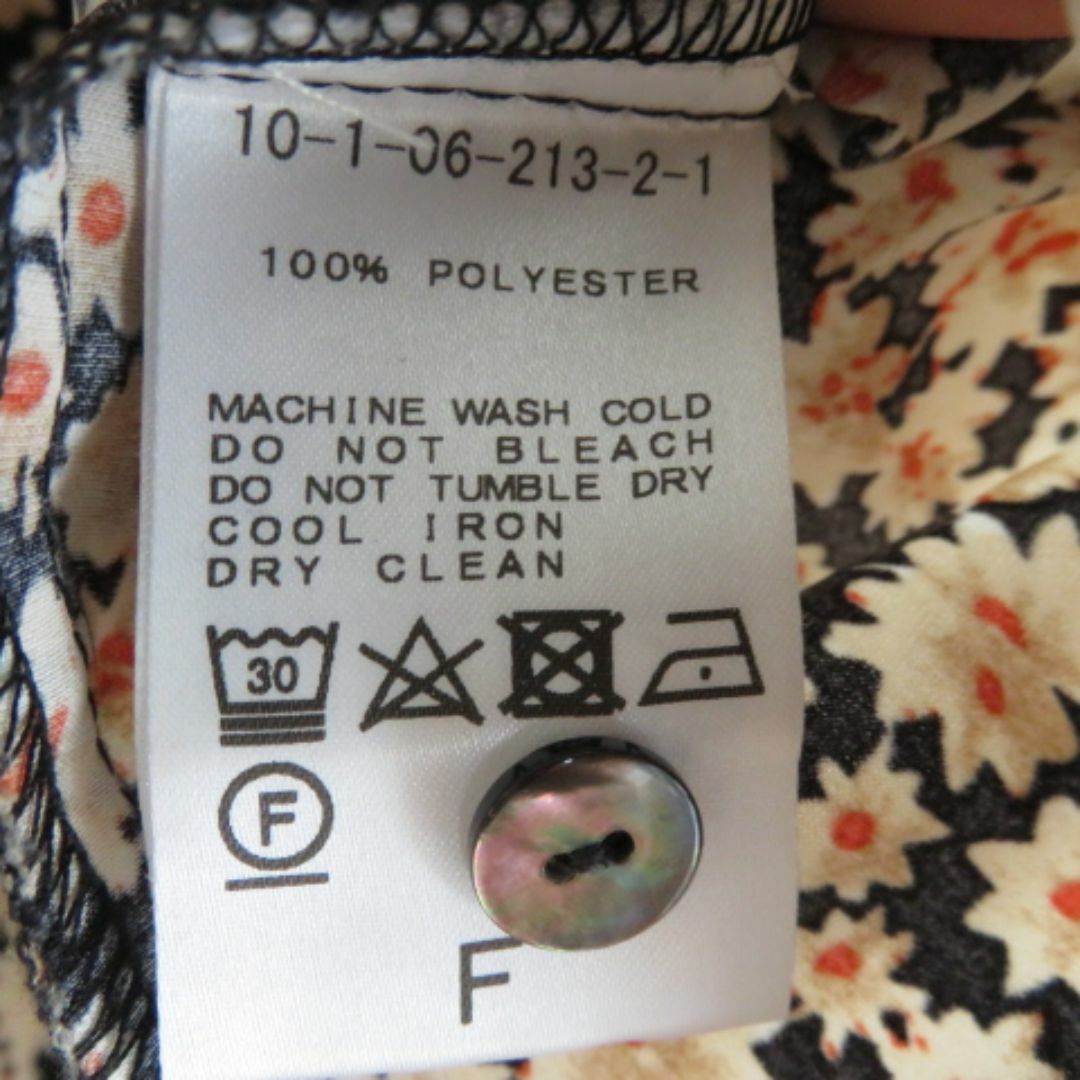 10-1-06-213-2-1
100% POLYESTER
MACHINE WASH COLD
DO NOT BLEACH
DO NOT TUMBLE DRY
COOL IRON
DRY CLEAN
30
F
F